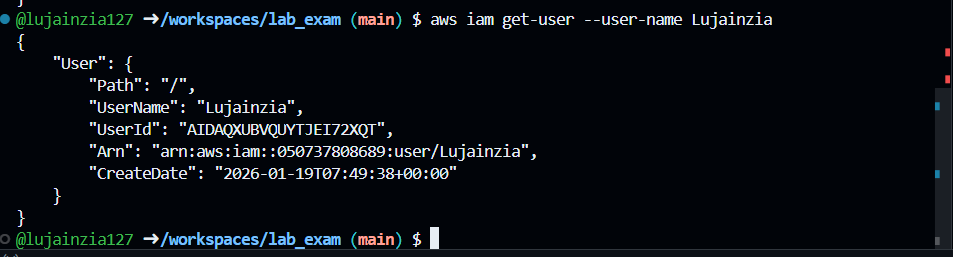 @lujainzia127 ➜/workspaces/lab_exam (main) $ aws iam get-user --user-name Lujainzia
{
    "User": {
        "Path": "/",
        "UserName": "Lujainzia",
        "UserId": "AIDAQXUBVQUYTJEI72XQT",
        "Arn": "arn:aws:iam::050737808689:user/Lujainzia",
        "CreateDate": "2026-01-19T07:49:38+00:00"
    }
}
@lujainzia127 ➜/workspaces/lab_exam (main) $